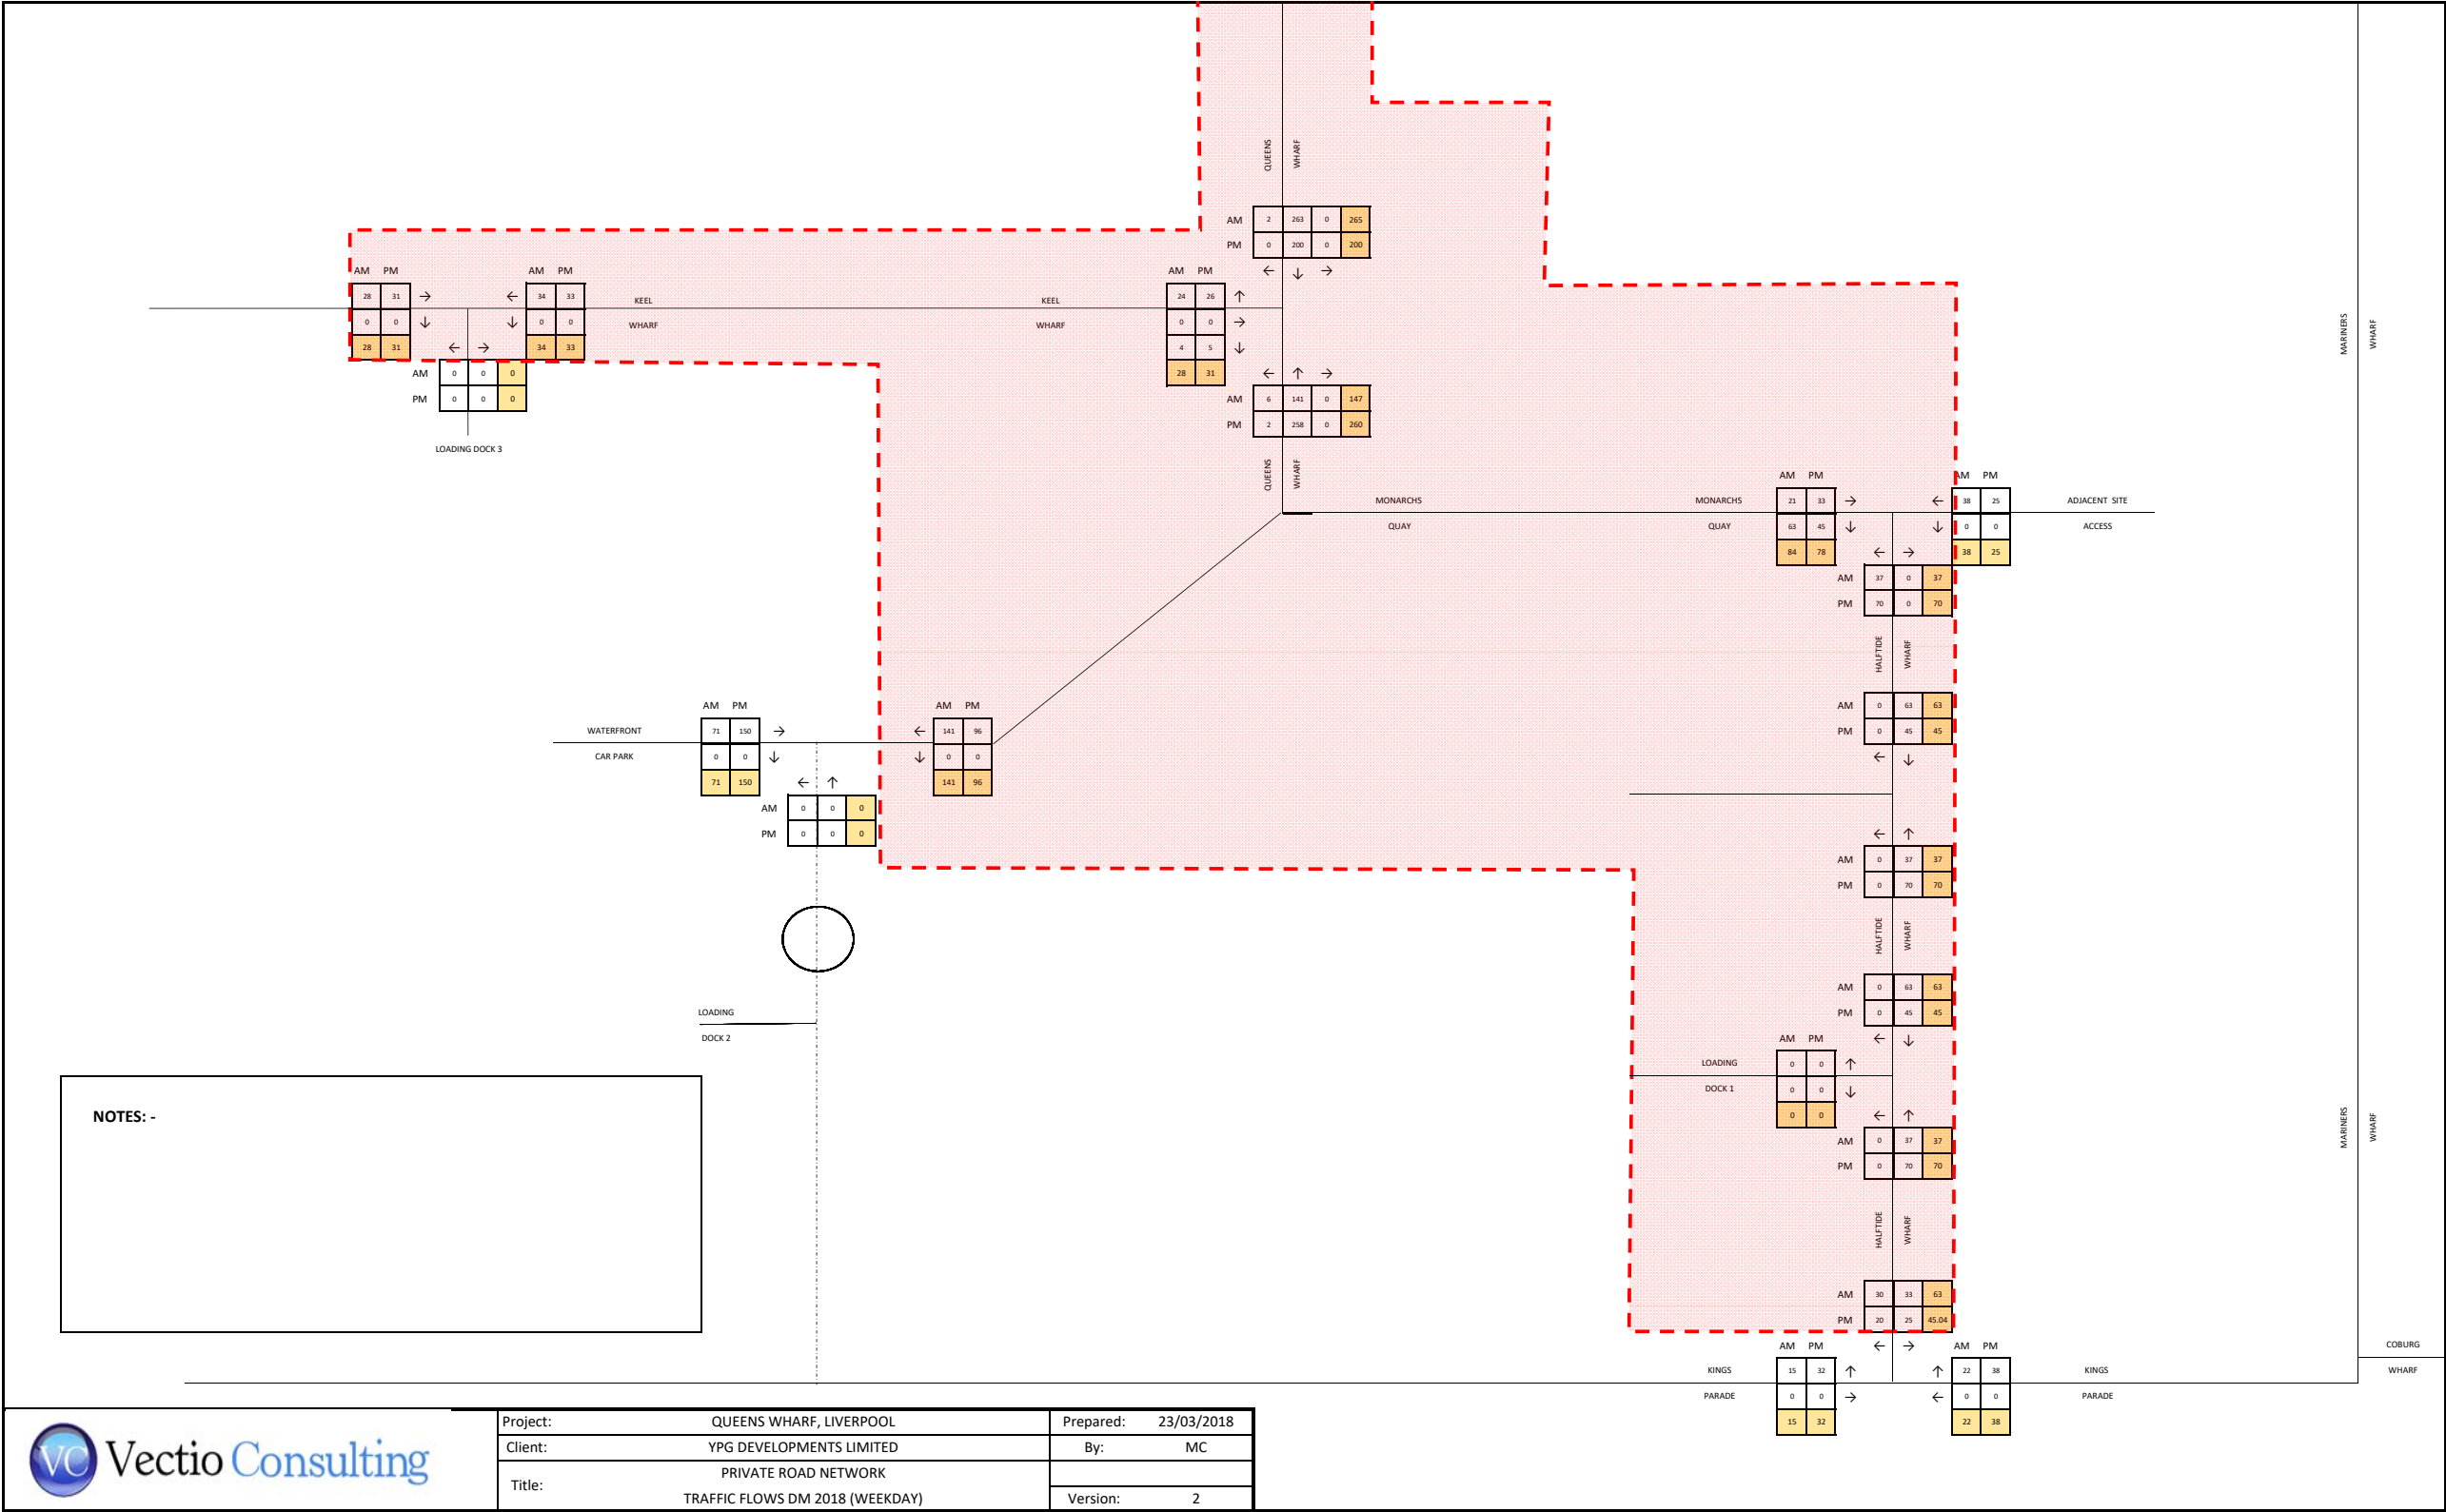 QUEENS
WHARF
AM 2 263 0 265
PM 0 200 0 200
← ↓ →
AM PM
28 31 →
0 0 ↓
28 31
AM PM
← 34 33
↓ 0 0
34 33
← →
AM 0 0 0
PM 0 0 0
LOADING DOCK 3
KEEL
WHARF
KEEL
WHARF
AM PM
24 26 ↑
0 0 →
4 5 ↓
28 31
← ↑ →
AM 6 141 0 147
PM 2 258 0 260
QUEENS
WHARF
MARINERS
WHARF
MONARCHS
QUAY
MONARCHS
QUAY
AM PM
21 33 →
63 45 ↓
84 78
AM PM
← 38 25
↓ 0 0
38 25
ADJACENT SITE
ACCESS
← →
AM 37 0 37
PM 70 0 70
HALFTIDE
WHARF
AM 0 63 63
PM 0 45 45
← ↓
WATERFRONT
CAR PARK
AM PM
71 150 →
0 0 ↓
71 150
AM PM
← 141 96
↓ 0 0
141 96
← ↑
AM 0 0 0
PM 0 0 0
← ↑
AM 0 37 37
PM 0 70 70
HALFTIDE
WHARF
AM 0 63 63
PM 0 45 45
← ↓
LOADING
DOCK 2
LOADING
DOCK 1
AM PM
0 0 ↑
0 0 ↓
0 0
← ↑
AM 0 37 37
PM 0 70 70
MARINERS
WHARF
HALFTIDE
WHARF
AM 30 33 63
PM 20 25 45.04
← →
KINGS
PARADE
AM PM
15 32 ↑
0 0 →
15 32
AM PM
↑ 22 38
← 0 0
22 38
KINGS
PARADE
COBURG
WHARF
NOTES: -
VC Vectio Consulting
Project: QUEENS WHARF, LIVERPOOL Prepared: 23/03/2018
Client: YPG DEVELOPMENTS LIMITED By: MC
Title: PRIVATE ROAD NETWORK
TRAFFIC FLOWS DM 2018 (WEEKDAY) Version: 2